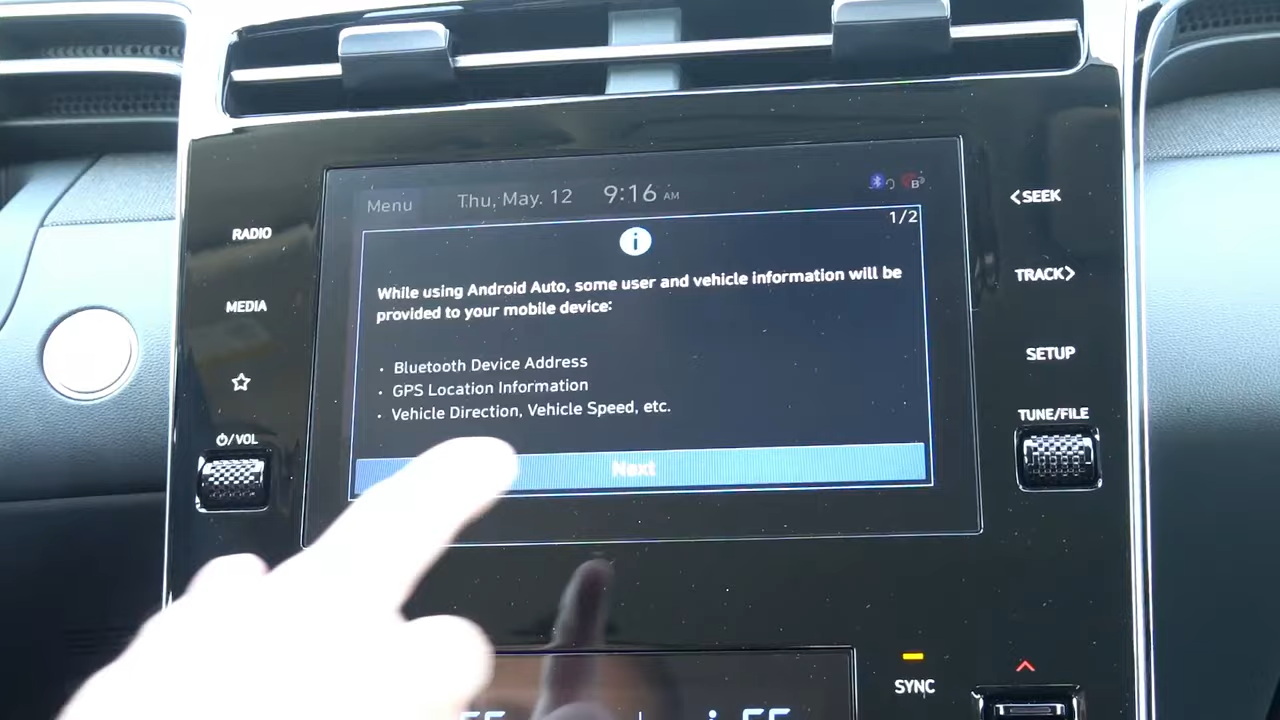 Menu Thu, May. 12 9:16 AM B
1/2
i
While using Android Auto, some user and vehicle information will be
provided to your mobile device:
· Bluetooth Device Address
· GPS Location Information
· Vehicle Direction, Vehicle Speed, etc.
Next
RADIO
MEDIA
/VOL
<SEEK
TRACK>
SETUP
TUNE/FILE
SYNC